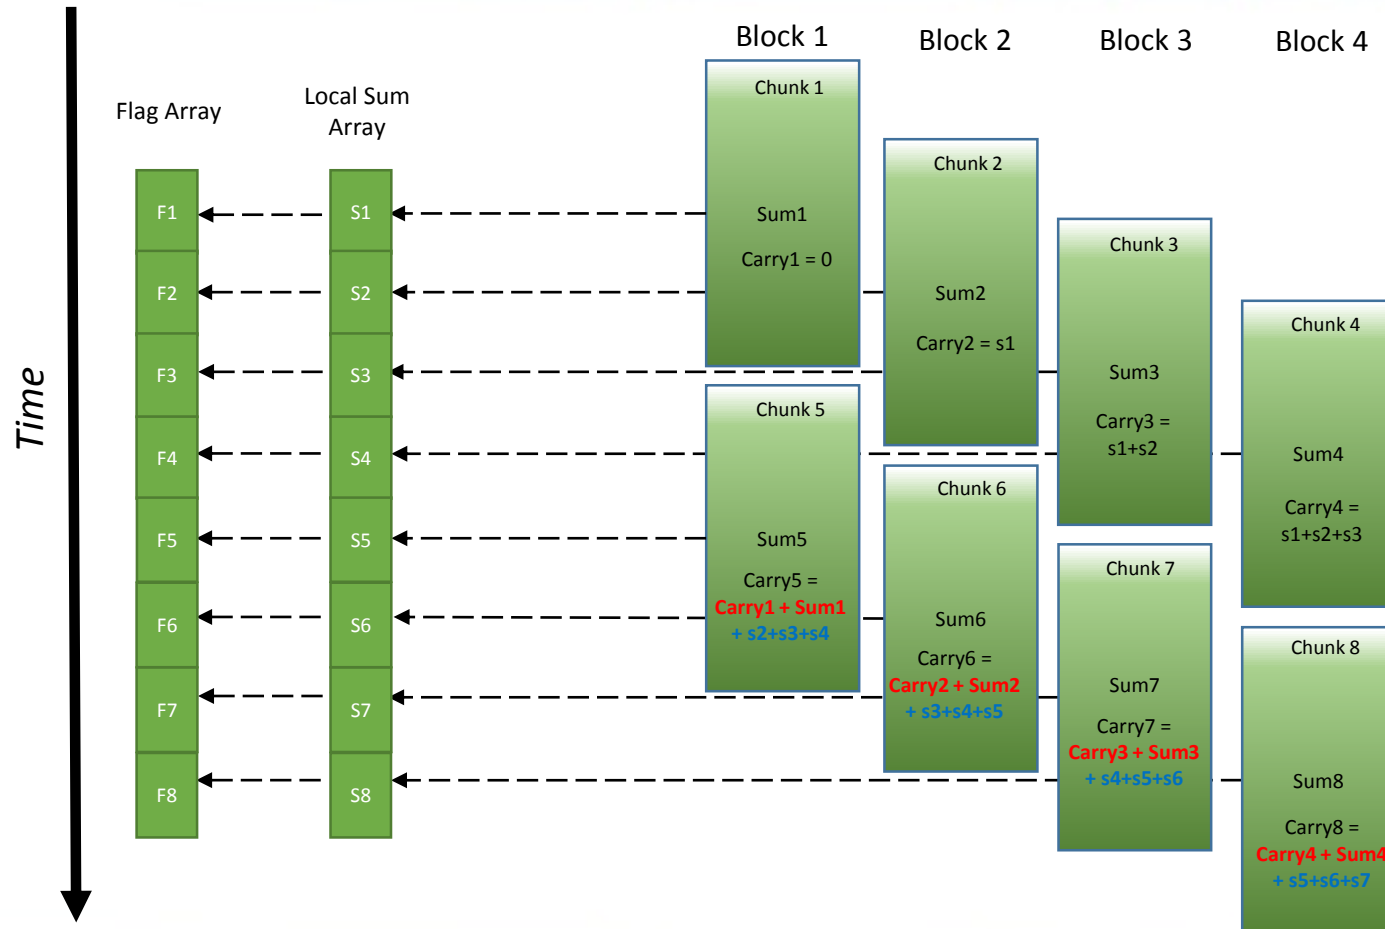 Time
Flag Array
F1
F2
F3
F4
F5
F6
F7
F8
Local Sum
Array
S1
S2
S3
S4
S5
S6
S7
S8
Block 1
Chunk 1
Sum1
Carry1 = 0
Chunk 5
Sum5
Carry5 =
Carry1 + Sum1
+ s2+s3+s4
Block 2
Chunk 2
Sum2
Carry2 = s1
Chunk 6
Sum6
Carry6 =
Carry2 + Sum2
+ s3+s4+s5
Block 3
Chunk 3
Sum3
Carry3 =
s1+s2
Chunk 7
Sum7
Carry7 =
Carry3 + Sum3
+ s4+s5+s6
Block 4
Chunk 4
Sum4
Carry4 =
s1+s2+s3
Chunk 8
Sum8
Carry8 =
Carry4 + Sum4
+ s5+s6+s7